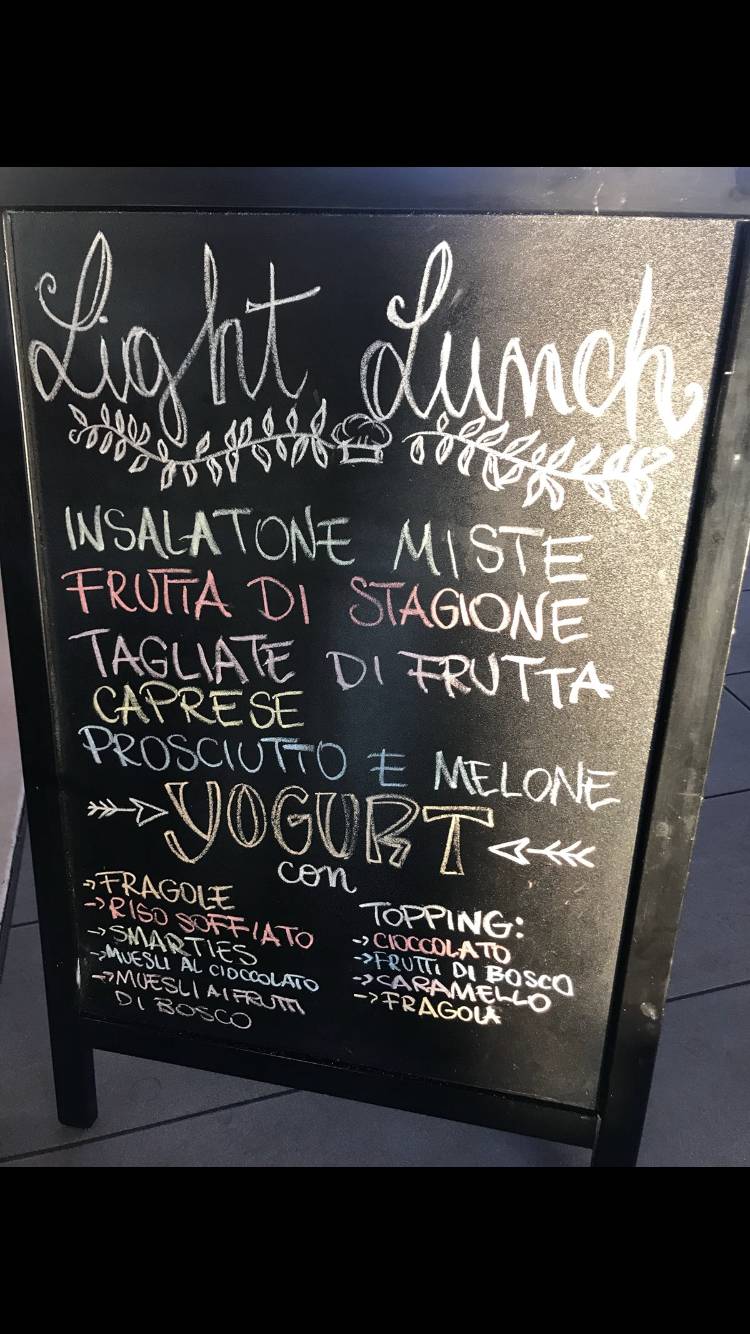 Light Lunch
INSALATONE MISTE
FRUTTA DI STAGIONE
TAGLIATE DI FRUTTA
CAPRESE
PROSCIUTTO E MELONE
YOGURT
con
→FRAGOLE
→RISO SOFFIATO
→SMARTIES
→MUESLI AL CIOCCOLATO
→MUESLI AI FRUTTI
DI BOSCO
TOPPING:
→CIOCCOLATO
→FRUTTI DI BOSCO
→CARAMELLO
→FRAGOLA